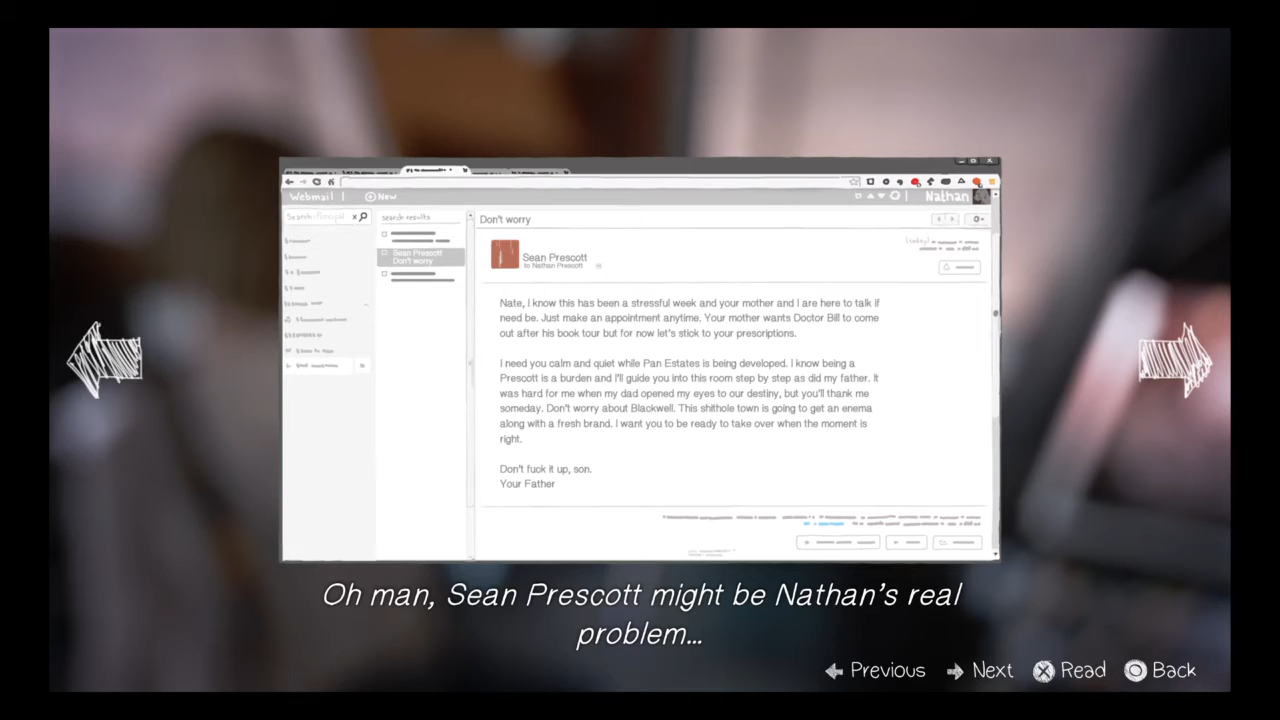 Webmail
New
Nathan
Search
search results
Don't worry
Sean Prescott
Don't worry
Sean Prescott
to Nathan Prescott
(today)
Nate, I know this has been a stressful week and your mother and I are here to talk if
need be. Just make an appointment anytime. Your mother wants Doctor Bill to come
out after his book tour but for now let's stick to your prescriptions.
I need you calm and quiet while Pan Estates is being developed. I know being a
Prescott is a burden and I'll guide you into this room step by step as did my father. It
was hard for me when my dad opened my eyes to our destiny, but you'll thank me
someday. Don't worry about Blackwell. This shithole town is going to get an enema
along with a fresh brand. I want you to be ready to take over when the moment is
right.
Don't fuck it up, son.
Your Father
Oh man, Sean Prescott might be Nathan's real
problem...
Previous Next Read Back